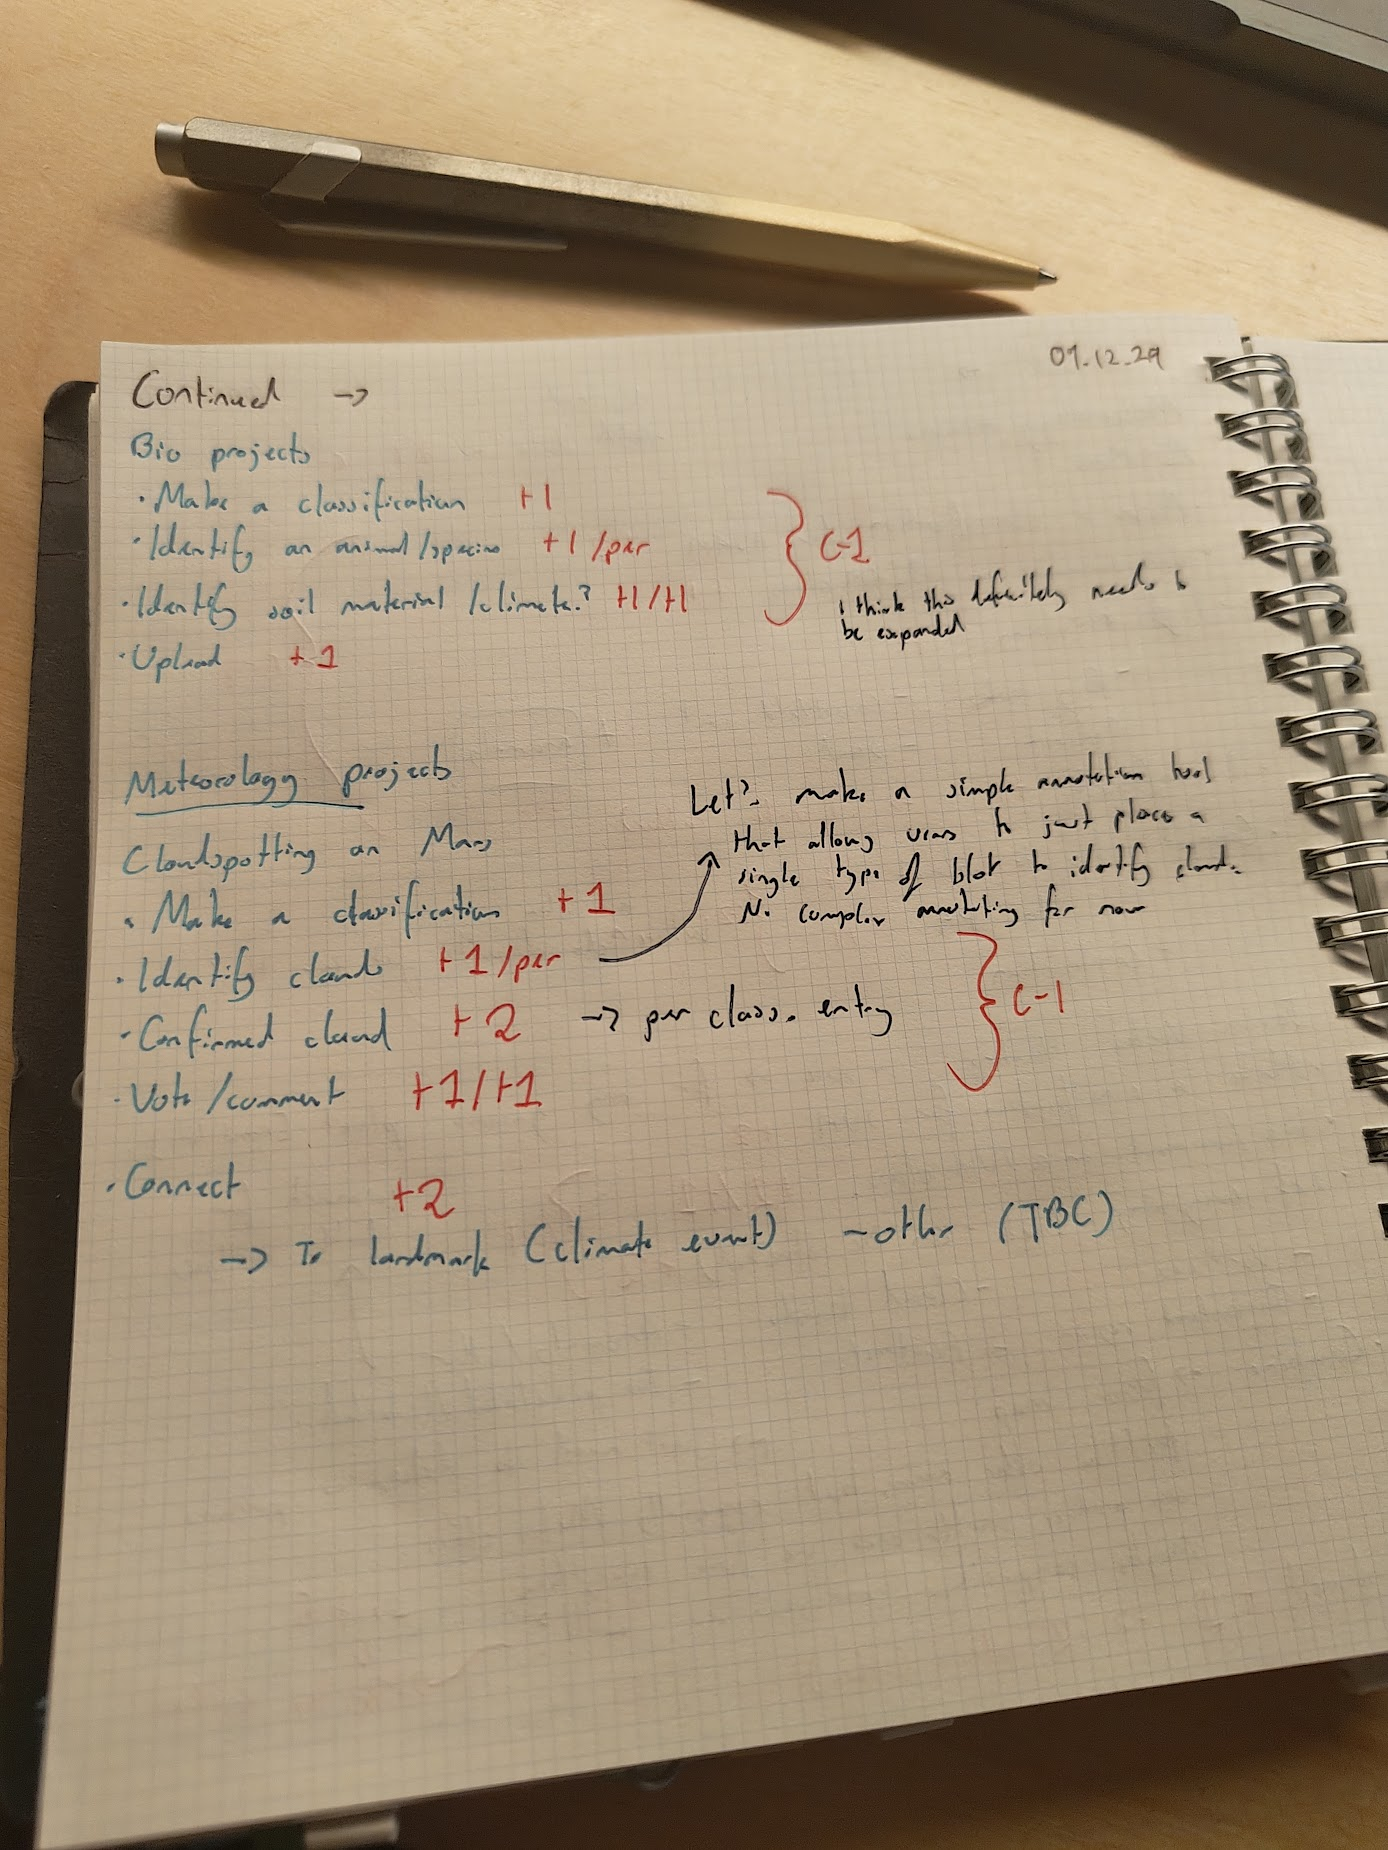 01.12.24
Continued →
Bio projects
· Make a classification +1
· Identify an animal/species +1/per
C-1
· Identify soil material/climate? +1/+1
I think this definitely needs to
be expanded
· Upload +1
Meteorology projects
Let's make a simple annotation tool
that allows users to just place a
single type of blot to identify clouds.
No complex annotating for now
Cloudspotting on Mars
· Make a classification +1
· Identify clouds +1/per
· Confirmed cloud +2 → per class. entry
C-1
· Vote/comment +1/+1
· Connect +2
→ To landmark (climate event) - other (TBC)